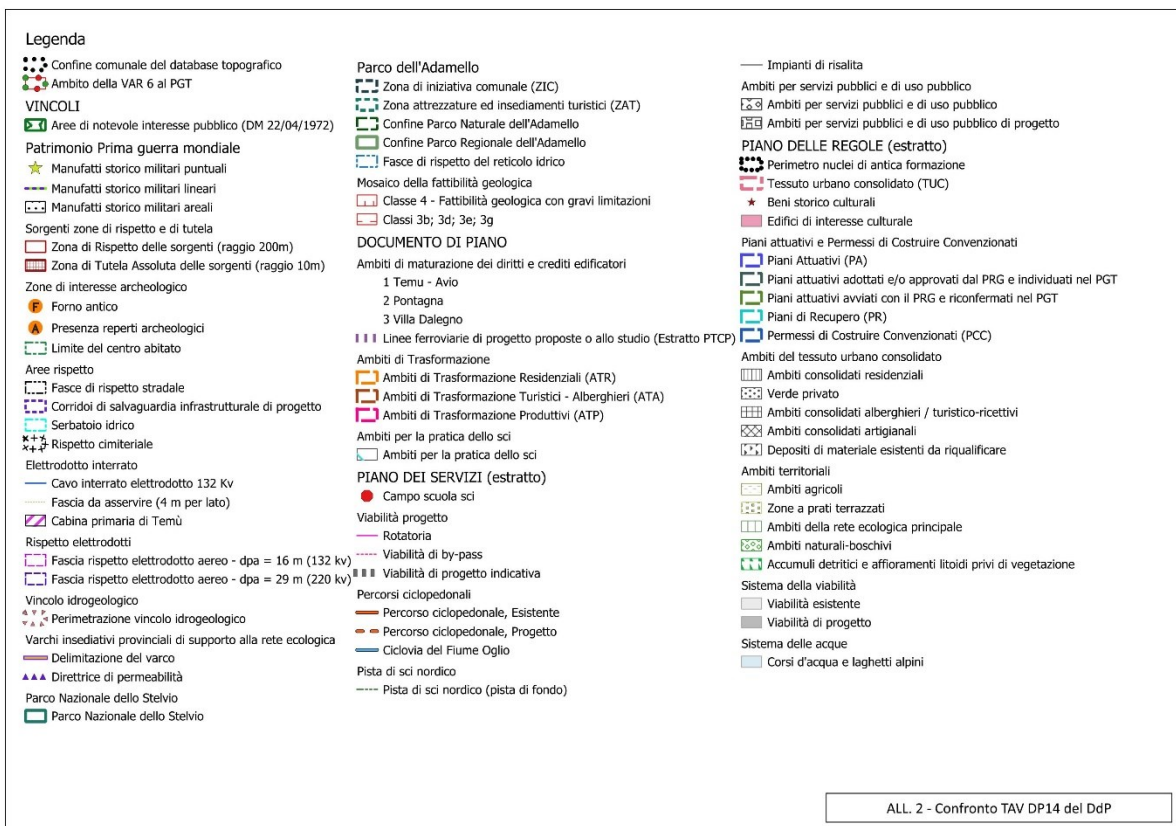 Legenda
Confine comunale del database topografico
Ambito della VAR 6 al PGT
VINCOLI
Aree di notevole interesse pubblico (DM 22/04/1972)
Patrimonio Prima guerra mondiale
Manufatti storico militari puntuali
Manufatti storico militari lineari
Manufatti storico militari areali
Sorgenti zone di rispetto e di tutela
Zona di Rispetto delle sorgenti (raggio 200m)
Zona di Tutela Assoluta delle sorgenti (raggio 10m)
Zone di interesse archeologico
F Forno antico
A Presenza reperti archeologici
Limite del centro abitato
Aree rispetto
Fasce di rispetto stradale
Corridoi di salvaguardia infrastrutturale di progetto
Serbatoio idrico
Rispetto cimiteriale
Elettrodotto interrato
Cavo interrato elettrodotto 132 Kv
Fascia da asservire (4 m per lato)
Cabina primaria di Temù
Rispetto elettrodotti
Fascia rispetto elettrodotto aereo - dpa = 16 m (132 kv)
Fascia rispetto elettrodotto aereo - dpa = 29 m (220 kv)
Vincolo idrogeologico
Perimetrazione vincolo idrogeologico
Varchi insediativi provinciali di supporto alla rete ecologica
Delimitazione del varco
Direttrice di permeabilità
Parco Nazionale dello Stelvio
Parco Nazionale dello Stelvio
Parco dell'Adamello
Zona di iniziativa comunale (ZIC)
Zona attrezzature ed insediamenti turistici (ZAT)
Confine Parco Naturale dell'Adamello
Confine Parco Regionale dell'Adamello
Fasce di rispetto del reticolo idrico
Mosaico della fattibilità geologica
Classe 4 - Fattibilità geologica con gravi limitazioni
Classi 3b; 3d; 3e; 3g
DOCUMENTO DI PIANO
Ambiti di maturazione dei diritti e crediti edificatori
1 Temu - Avio
2 Pontagna
3 Villa Dalegno
Linee ferroviarie di progetto proposte o allo studio (Estratto PTCP)
Ambiti di Trasformazione
Ambiti di Trasformazione Residenziali (ATR)
Ambiti di Trasformazione Turistici - Alberghieri (ATA)
Ambiti di Trasformazione Produttivi (ATP)
Ambiti per la pratica dello sci
Ambiti per la pratica dello sci
PIANO DEI SERVIZI (estratto)
Campo scuola sci
Viabilità progetto
Rotatoria
Viabilità di by-pass
Viabilità di progetto indicativa
Percorsi ciclopedonali
Percorso ciclopedonale, Esistente
Percorso ciclopedonale, Progetto
Ciclovia del Fiume Oglio
Pista di sci nordico
Pista di sci nordico (pista di fondo)
Impianti di risalita
Ambiti per servizi pubblici e di uso pubblico
Ambiti per servizi pubblici e di uso pubblico
Ambiti per servizi pubblici e di uso pubblico di progetto
PIANO DELLE REGOLE (estratto)
Perimetro nuclei di antica formazione
Tessuto urbano consolidato (TUC)
Beni storico culturali
Edifici di interesse culturale
Piani attuativi e Permessi di Costruire Convenzionati
Piani Attuativi (PA)
Piani attuativi adottati e/o approvati dal PRG e individuati nel PGT
Piani attuativi avviati con il PRG e riconfermati nel PGT
Piani di Recupero (PR)
Permessi di Costruire Convenzionati (PCC)
Ambiti del tessuto urbano consolidato
Ambiti consolidati residenziali
Verde privato
Ambiti consolidati alberghieri / turistico-ricettivi
Ambiti consolidati artigianali
Depositi di materiale esistenti da riqualificare
Ambiti territoriali
Ambiti agricoli
Zone a prati terrazzati
Ambiti della rete ecologica principale
Ambiti naturali-boschivi
Accumuli detritici e affioramenti litoidi privi di vegetazione
Sistema della viabilità
Viabilità esistente
Viabilità di progetto
Sistema delle acque
Corsi d'acqua e laghetti alpini
ALL. 2 - Confronto TAV DP14 del DdP